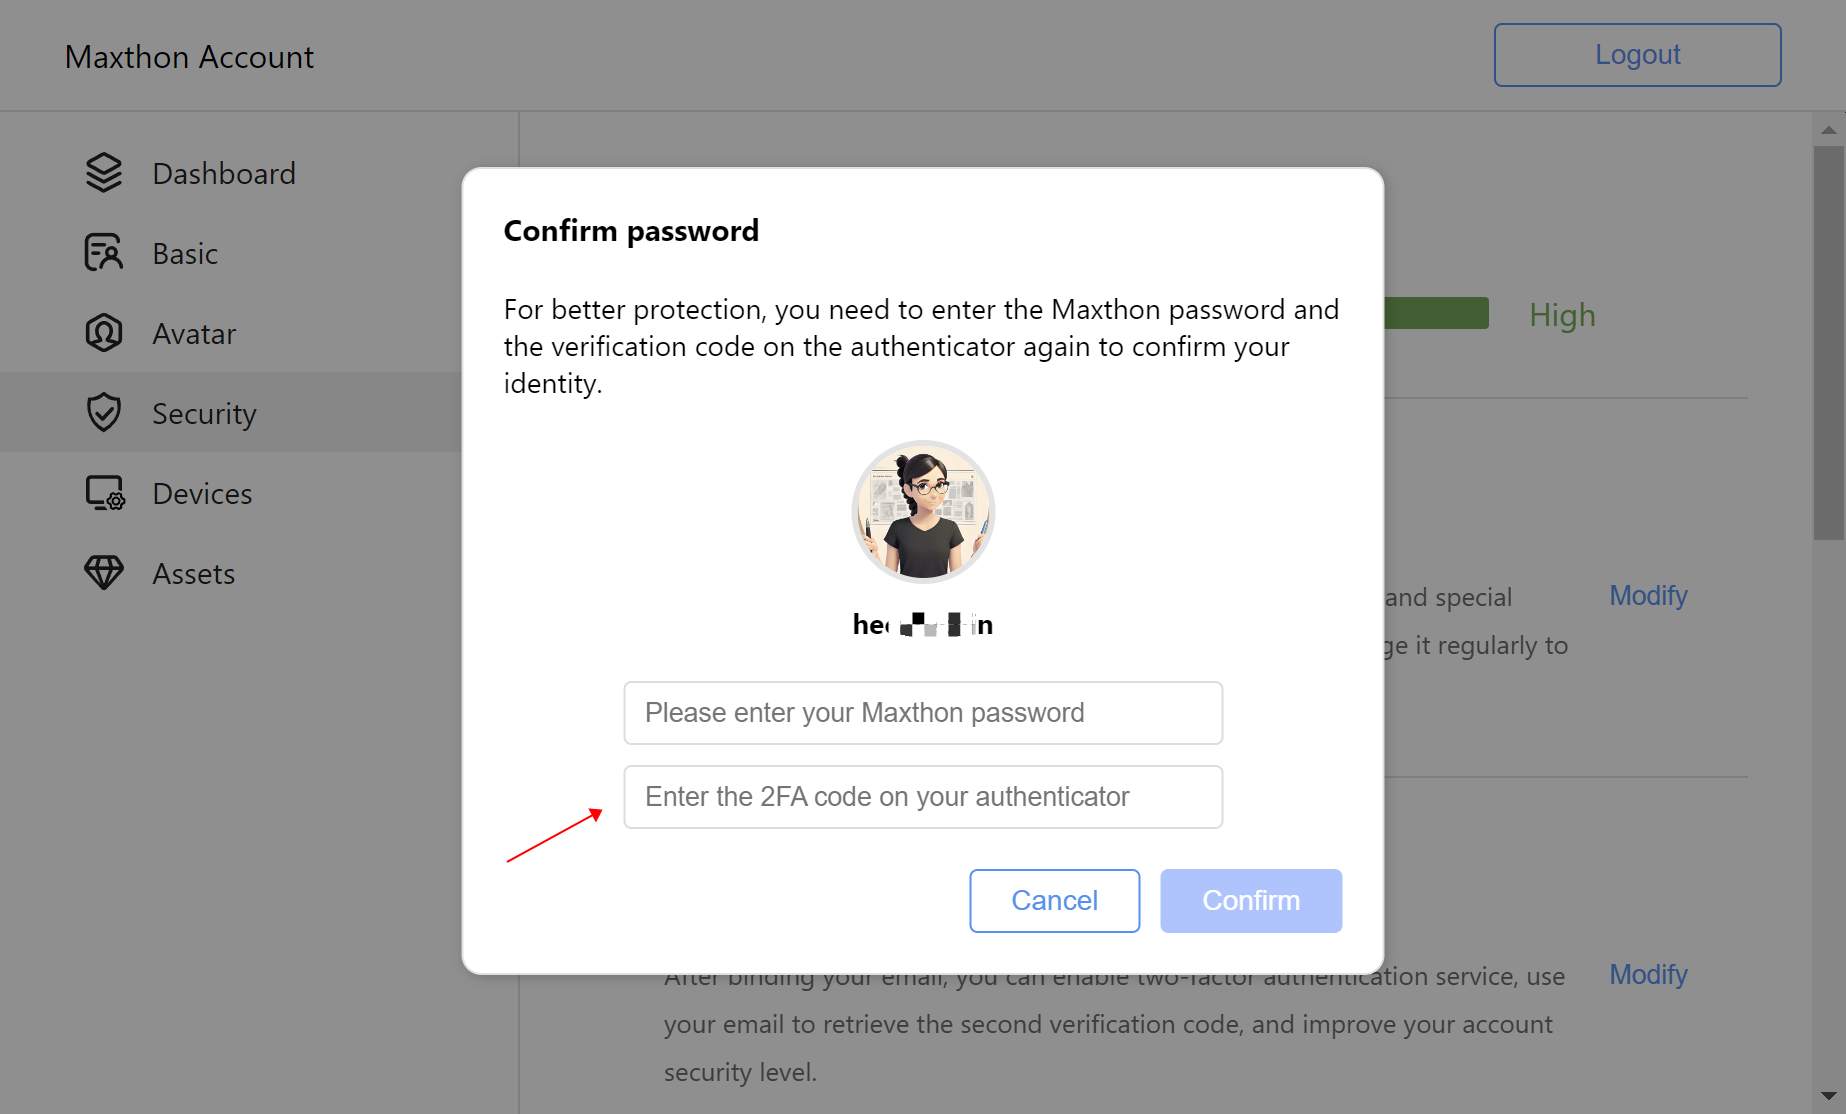 Maxthon Account
Logout
Dashboard
Basic
Avatar
Security
Devices
Assets
High
Confirm password
For better protection, you need to enter the Maxthon password and
the verification code on the authenticator again to confirm your
identity.
Please enter your Maxthon password
Enter the 2FA code on your authenticator
Cancel
Confirm
and special
Modify
it regularly to
After binding your email, you can enable two-factor authentication service, use
Modify
your email to retrieve the second verification code, and improve your account
security level.